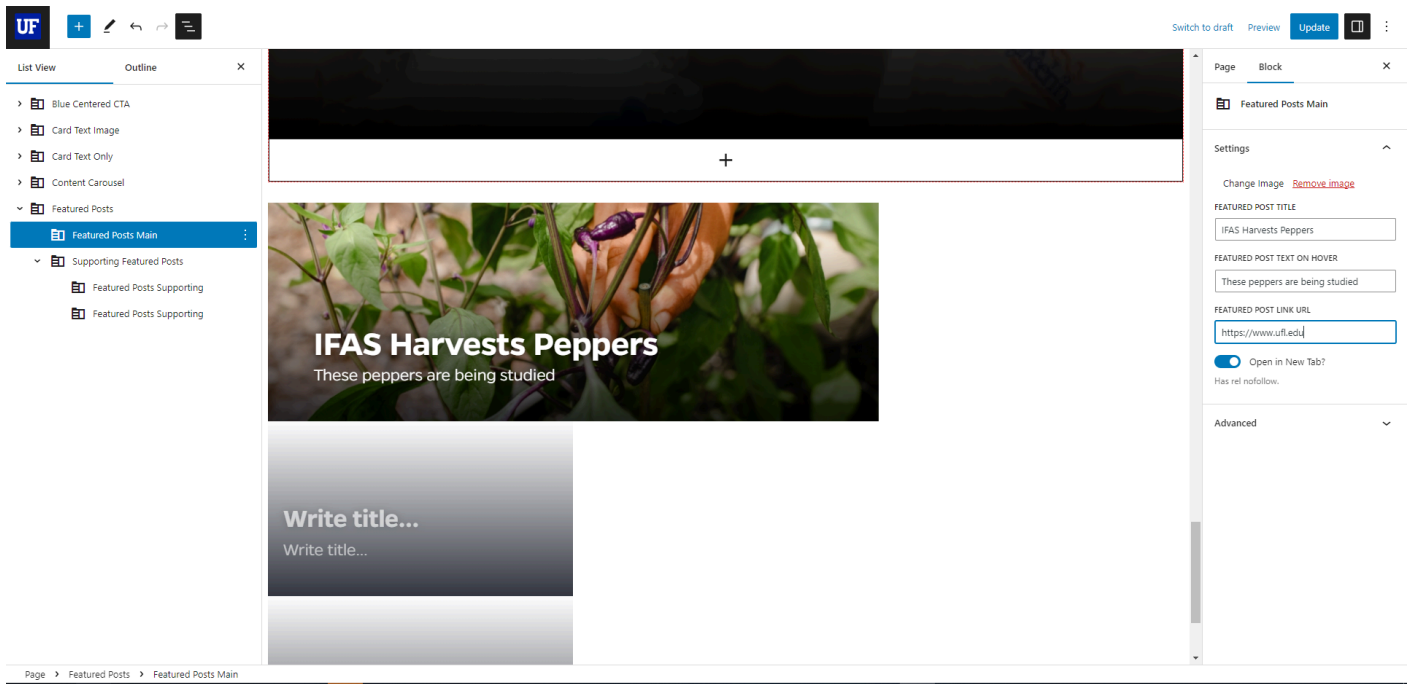 UF
Switch to draft Preview Update
List View Outline
Blue Centered CTA
Card Text Image
Card Text Only
Content Carousel
Featured Posts
Featured Posts Main
Supporting Featured Posts
Featured Posts Supporting
Featured Posts Supporting
IFAS Harvests Peppers
These peppers are being studied
Write title...
Write title...
Page Block
Featured Posts Main
Settings
Change Image Remove image
FEATURED POST TITLE
IFAS Harvests Peppers
FEATURED POST TEXT ON HOVER
These peppers are being studied
FEATURED POST LINK URL
https://www.ufl.edu
Open in New Tab?
Has rel nofollow.
Advanced
Page > Featured Posts > Featured Posts Main